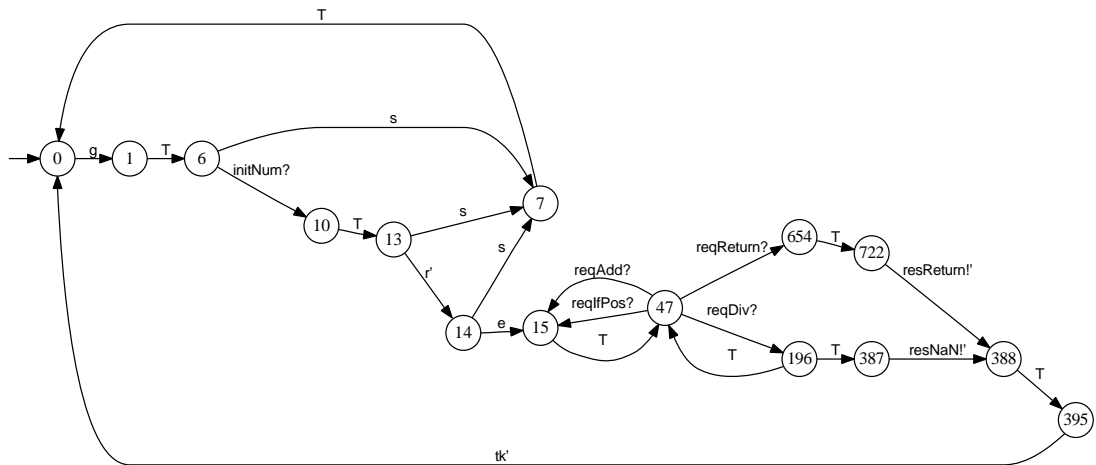 T
s
0
g
1
T
6
initNum?
7
10
T
13
s
s
r'
654
T
722
reqReturn?
resReturn!'
reqAdd?
reqIfPos?
47
reqDiv?
14
e
15
T
T
196
T
387
resNaN!'
388
T
395
tk'